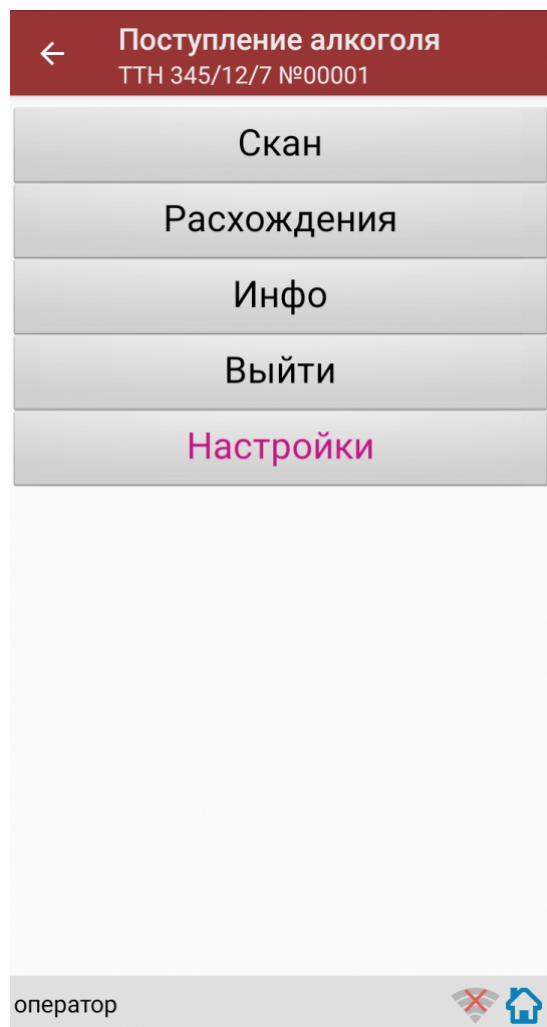 Поступление алкоголя
ТТН 345/12/7 №00001
Скан
Расхождения
Инфо
Выйти
Настройки
оператор